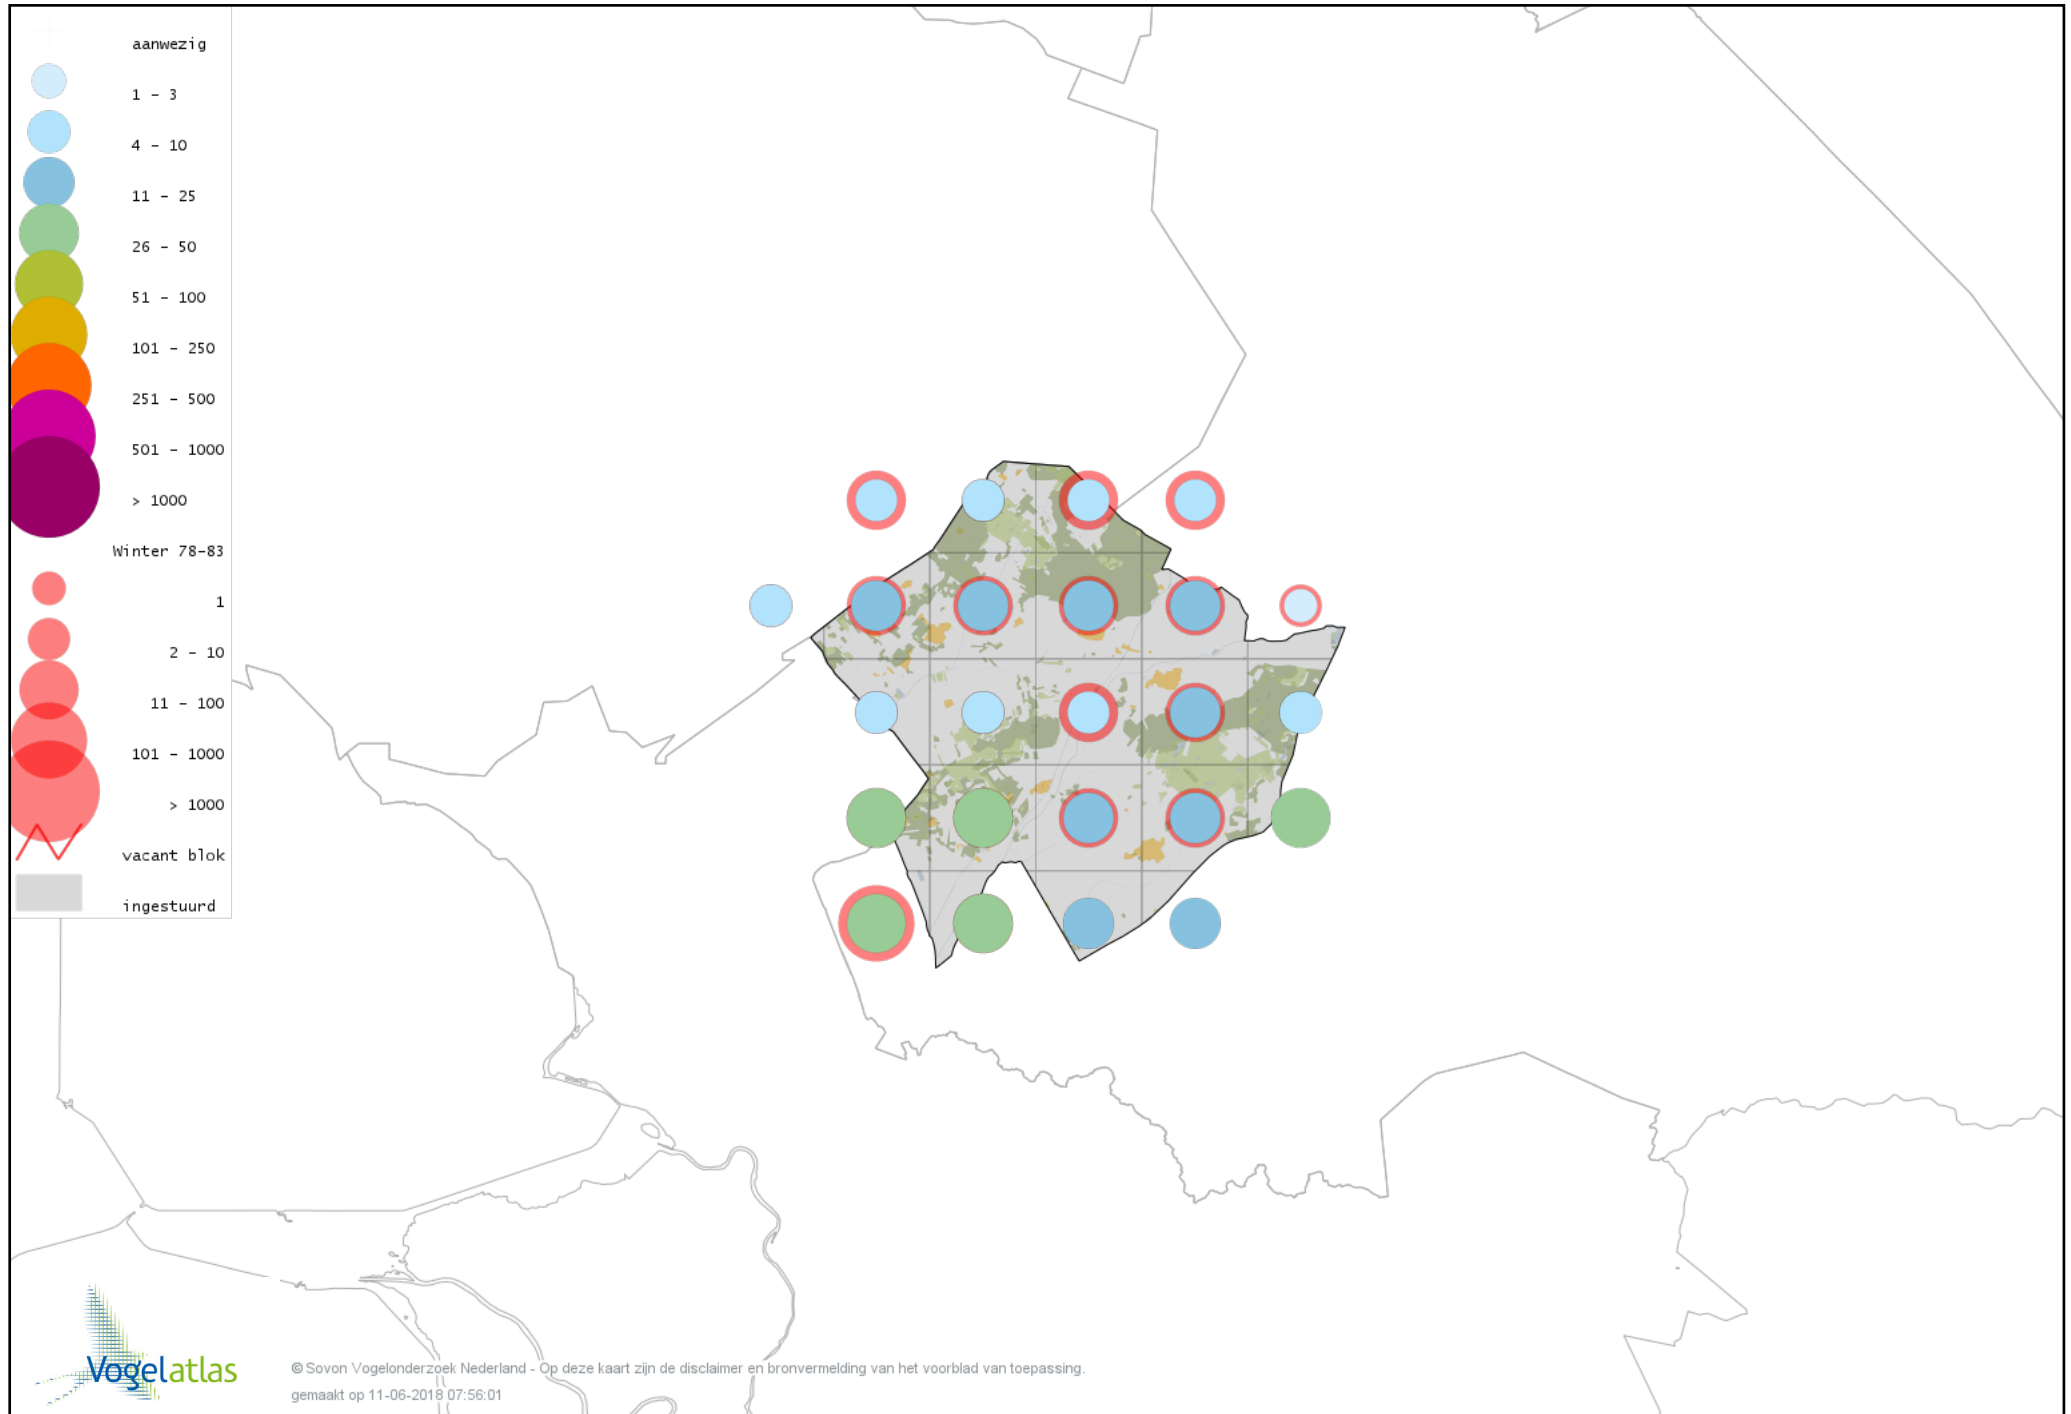 aanwezig
1 - 3
4 - 10
11 - 25
26 - 50
51 - 100
101 - 250
251 - 500
501 - 1000
> 1000
Winter 78-83
1
2 - 10
11 - 100
101 - 1000
> 1000
vacant blok
ingestuurd
Vogelatlas
© Sovon Vogelonderzoek Nederland - Op deze kaart zijn de disclaimer en bronvermelding van het voorblad van toepassing.
gemaakt op 11-06-2018 07:56:01